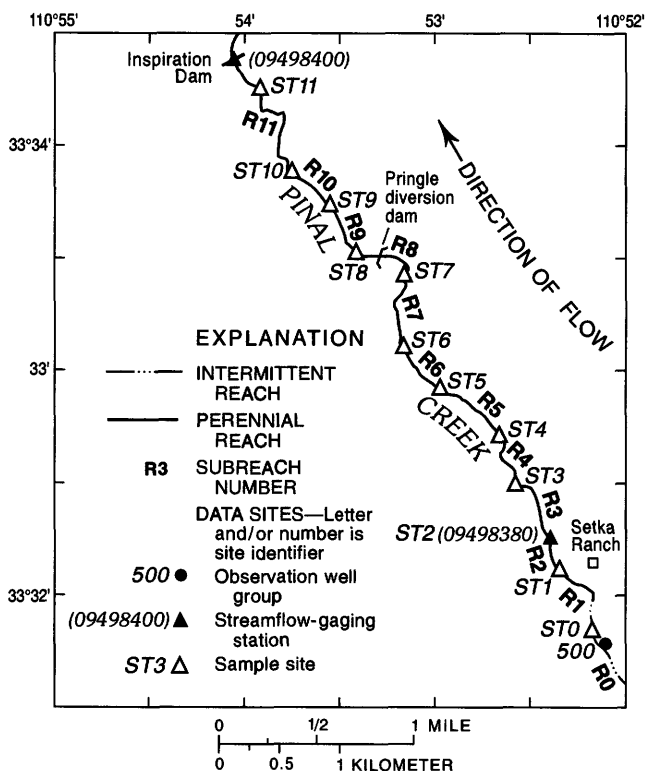 110°55'
54'
53'
110°52'
Inspiration
Dam
(09498400)
ST11
R11
33°34'
ST10
R10
ST9
Pringle
diversion
dam
PINAL
R9
R8
ST8
ST7
DIRECTION OF FLOW
R7
EXPLANATION
ST6
33'
INTERMITTENT
REACH
R6
ST5
PERENNIAL
REACH
CREEK
R5
ST4
R4
R3 SUBREACH
NUMBER
ST3
R3
DATA SITES—Letter
and/or number is
site identifier
ST2 (09498380)
Setka
Ranch
R2
500 Observation well
group
ST1
33°32'
R1
(09498400) Streamflow-gaging
station
ST0
500
R0
ST3 Sample site
0 1/2 1 MILE
0 0.5 1 KILOMETER